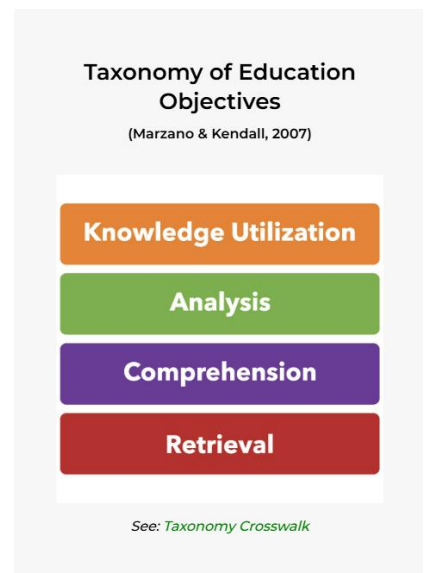 Taxonomy of Education
Objectives
(Marzano & Kendall, 2007)
Knowledge Utilization
Analysis
Comprehension
Retrieval
See: Taxonomy Crosswalk